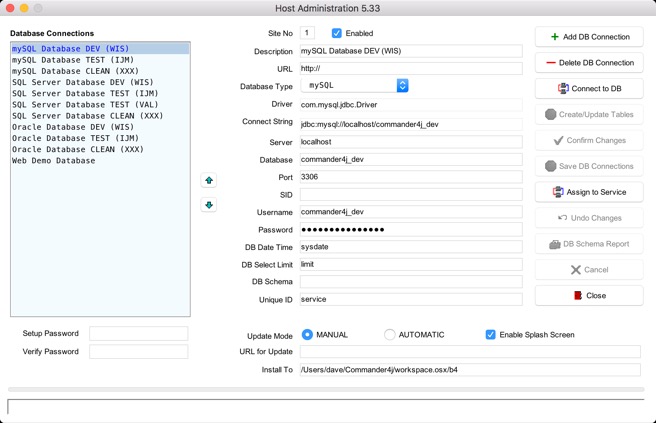 Host Administration 5.33
Database Connections
mySQL Database DEV (WIS)
mySQL Database TEST (IJM)
mySQL Database CLEAN (XXX)
SQL Server Database DEV (WIS)
SQL Server Database TEST (IJM)
SQL Server Database TEST (VAL)
SQL Server Database CLEAN (XXX)
Oracle Database DEV (WIS)
Oracle Database TEST (IJM)
Oracle Database CLEAN (XXX)
Web Demo Database
Setup Password
Verify Password
Site No 1 Enabled
Description mySQL Database DEV (WIS)
URL http://
Database Type mySQL
Driver com.mysql.jdbc.Driver
Connect String jdbc:mysql://localhost/commander4j_dev
Server localhost
Database commander4j_dev
Port 3306
SID
Username commander4j_dev
Password ●●●●●●●●●●●●●●●
DB Date Time sysdate
DB Select Limit limit
DB Schema
Unique ID service
Update Mode MANUAL AUTOMATIC Enable Splash Screen
URL for Update
Install To /Users/dave/Commander4j/workspace.osx/b4
Add DB Connection
Delete DB Connection
Connect to DB
Create/Update Tables
Confirm Changes
Save DB Connections
Assign to Service
Undo Changes
DB Schema Report
Cancel
Close